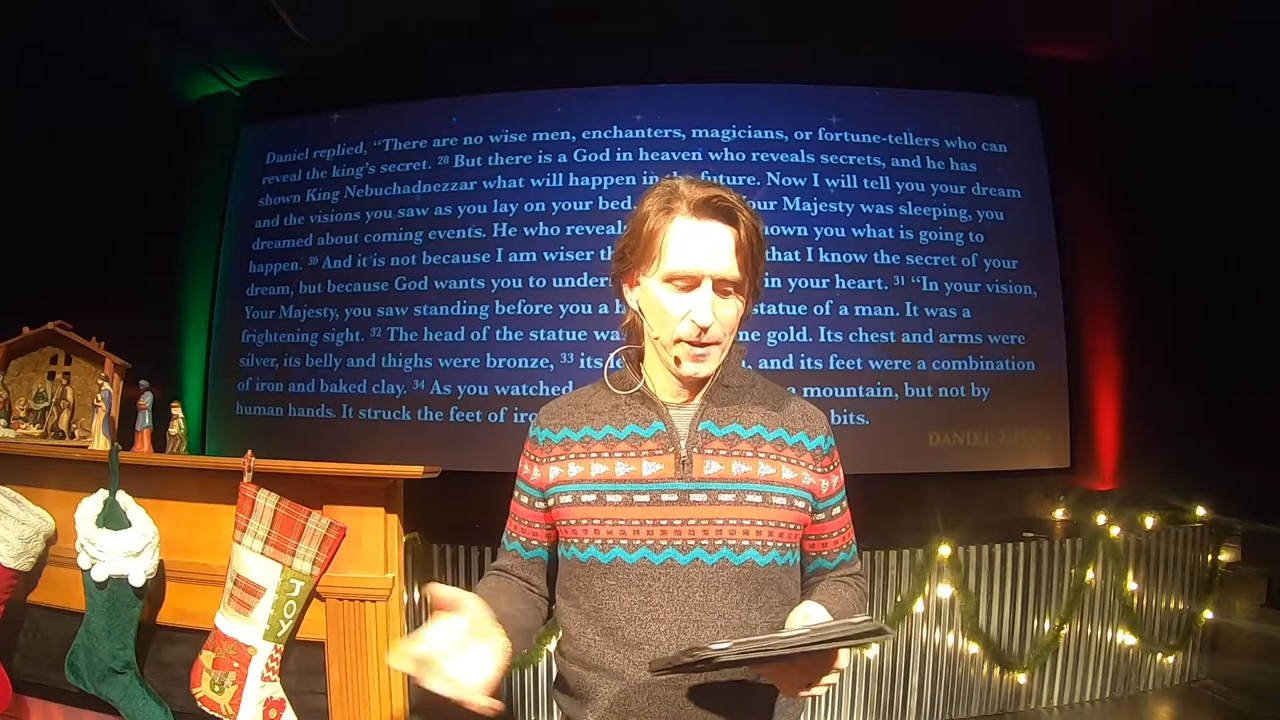 Daniel replied, “There are no wise men, enchanters, magicians, or fortune-tellers who can
reveal the king’s secret. 28 But there is a God in heaven who reveals secrets, and he has
shown King Nebuchadnezzar what will happen in the future. Now I will tell you your dream
and the visions you saw as you lay on your bed. Your Majesty was sleeping, you
dreamed about coming events. He who reveals shown you what is going to
happen. 30 And it is not because I am wiser that I know the secret of your
dream, but because God wants you to in your heart. 31 “In your vision,
Your Majesty, you saw standing before you a statue of a man. It was a
frightening sight. 32 The head of the statue gold. Its chest and arms were
silver, its belly and thighs were bronze, 33 its and its feet were a combination
of iron and baked clay. 34 As you watched a mountain, but not by
human hands. It struck the feet of bits.
DANIEL
JOY